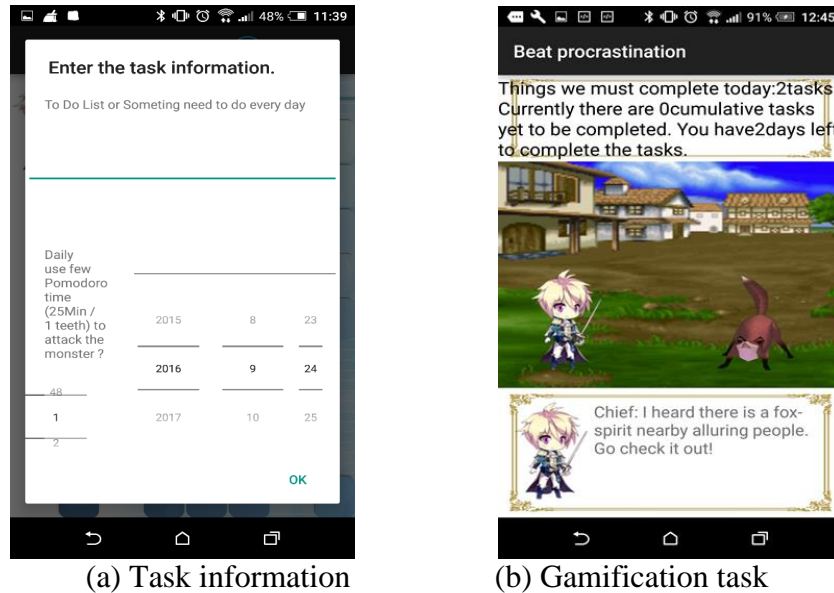 48% 11:39
Enter the task information.
To Do List or Someting need to do every day
Daily
use few
Pomodoro
time
(25Min /
1 teeth) to
attack the
monster ?
2015 8 23
2016 9 24
2017 10 25
48
1
2
OK
(a) Task information
91% 12:45
Beat procrastination
Things we must complete today:2tasks
Currently there are 0cumulative tasks
yet to be completed. You have2days left
to complete the tasks.
Chief: I heard there is a fox-
spirit nearby alluring people.
Go check it out!
(b) Gamification task